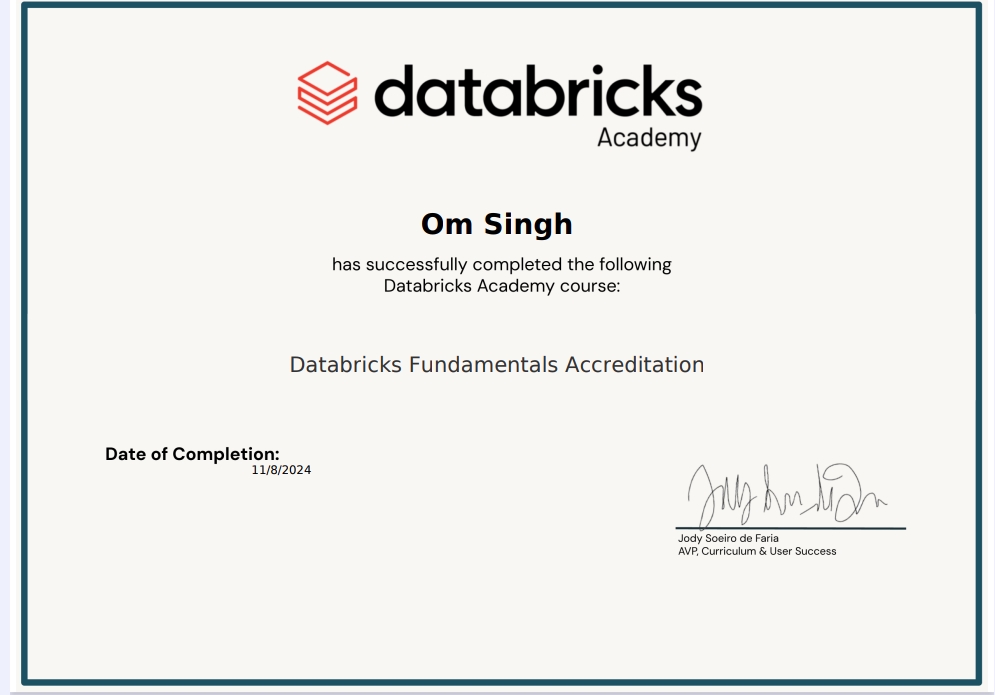 databricks
Academy
Om Singh
has successfully completed the following
Databricks Academy course:
Databricks Fundamentals Accreditation
Date of Completion:
11/8/2024
Jody Soeiro de Faria
AVP, Curriculum & User Success